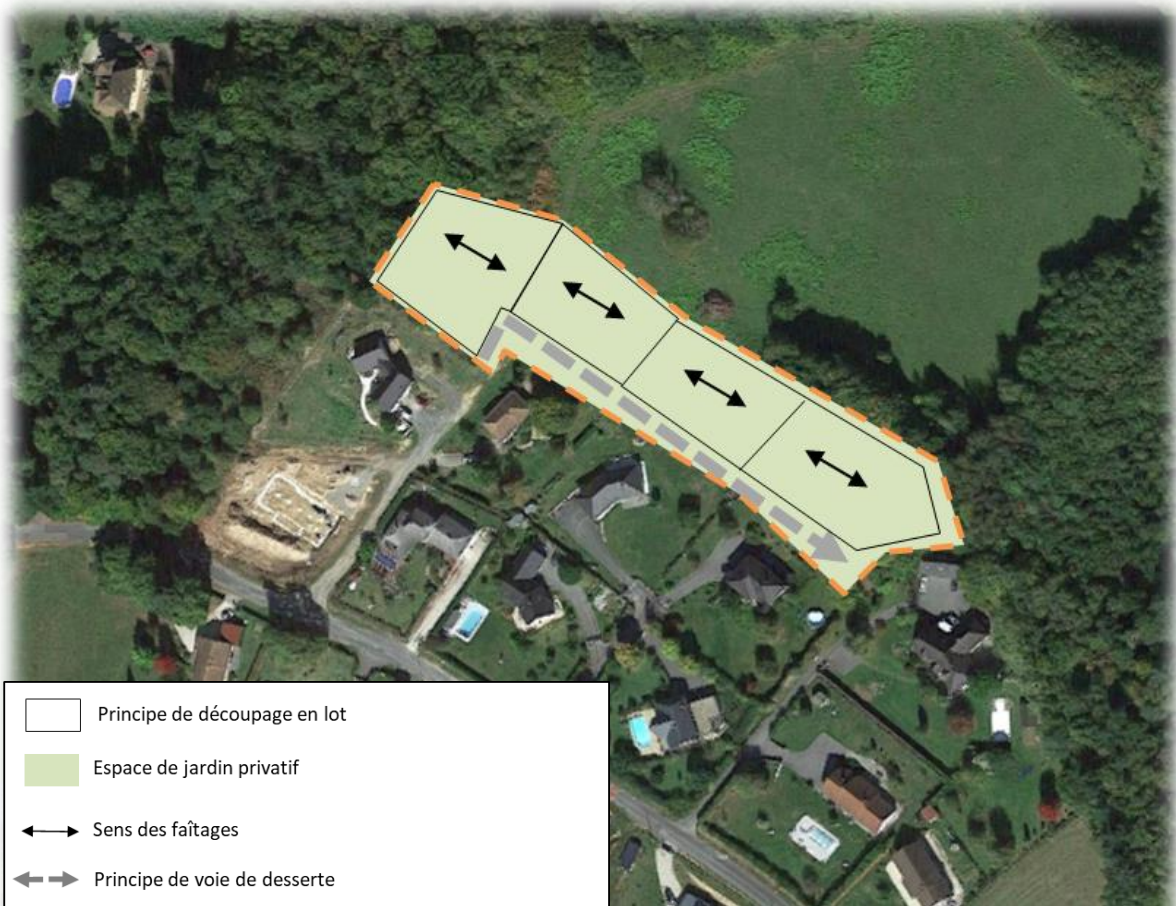 Principe de découpage en lot
Espace de jardin privatif
Sens des faîtages
Principe de voie de desserte